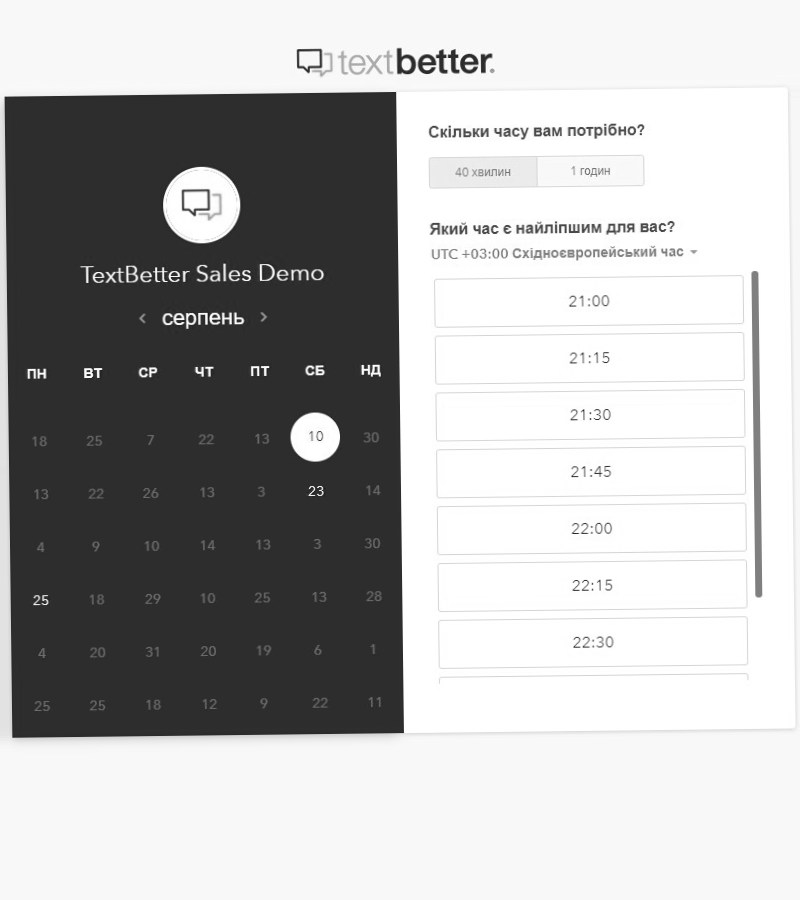 textbetter.
TextBetter Sales Demo
серпень
ПН ВТ СР ЧТ ПТ СБ НД
18 25 7 22 13 10 30
13 22 26 13 3 23 14
4 9 10 14 13 3 30
25 18 29 10 25 13 28
4 20 31 20 19 6 1
25 25 18 12 9 22 11
Скільки часу вам потрібно?
40 хвилин 1 годин
Який час є найліпшим для вас?
UTC +03:00 Східноєвропейський час
21:00
21:15
21:30
21:45
22:00
22:15
22:30